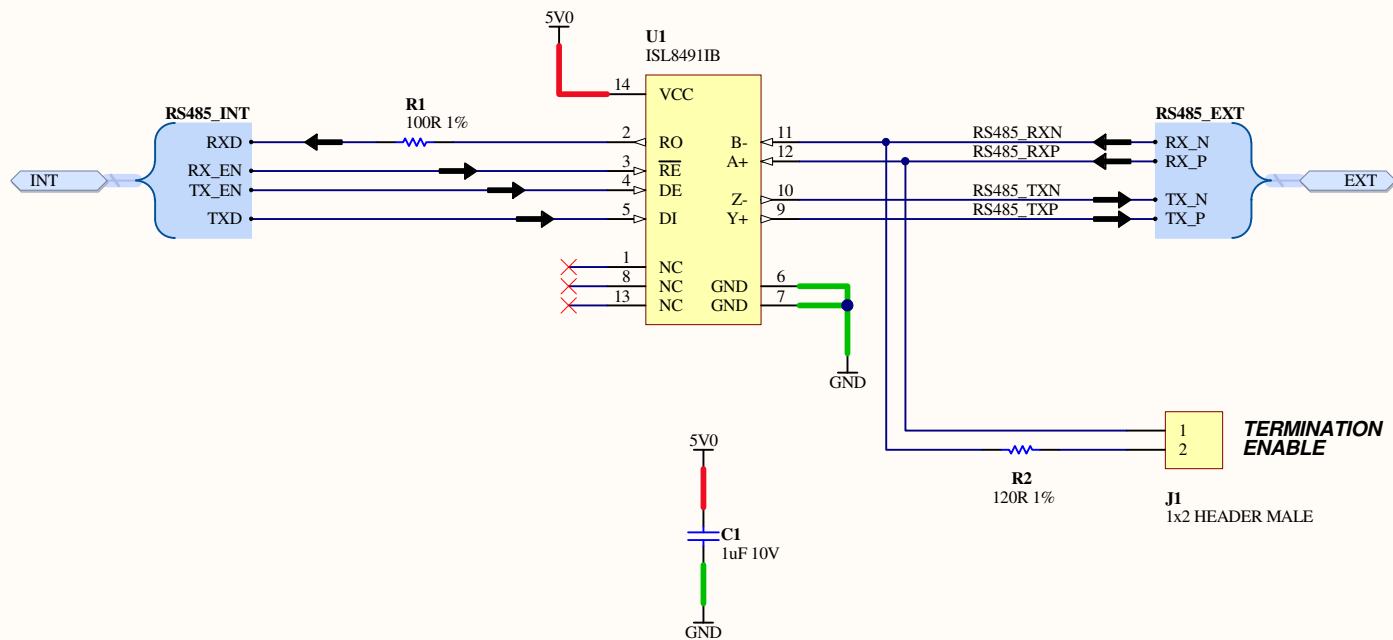 5V0
U1
ISL8491IB
14 VCC
RS485_INT
R1
100R 1%
RS485_EXT
RXD
2 RO
B- 11
RS485_RXN
RX_N
A+ 12
RS485_RXP
RX_P
RX_EN
3 RE
INT
EXT
TX_EN
4 DE
Z- 10
RS485_TXN
TX_N
TXD
5 DI
Y+ 9
RS485_TXP
TX_P
1 NC
8 NC
GND 6
13 NC
GND 7
GND
5V0
1
2
TERMINATION
ENABLE
R2
120R 1%
J1
1x2 HEADER MALE
C1
1uF 10V
GND